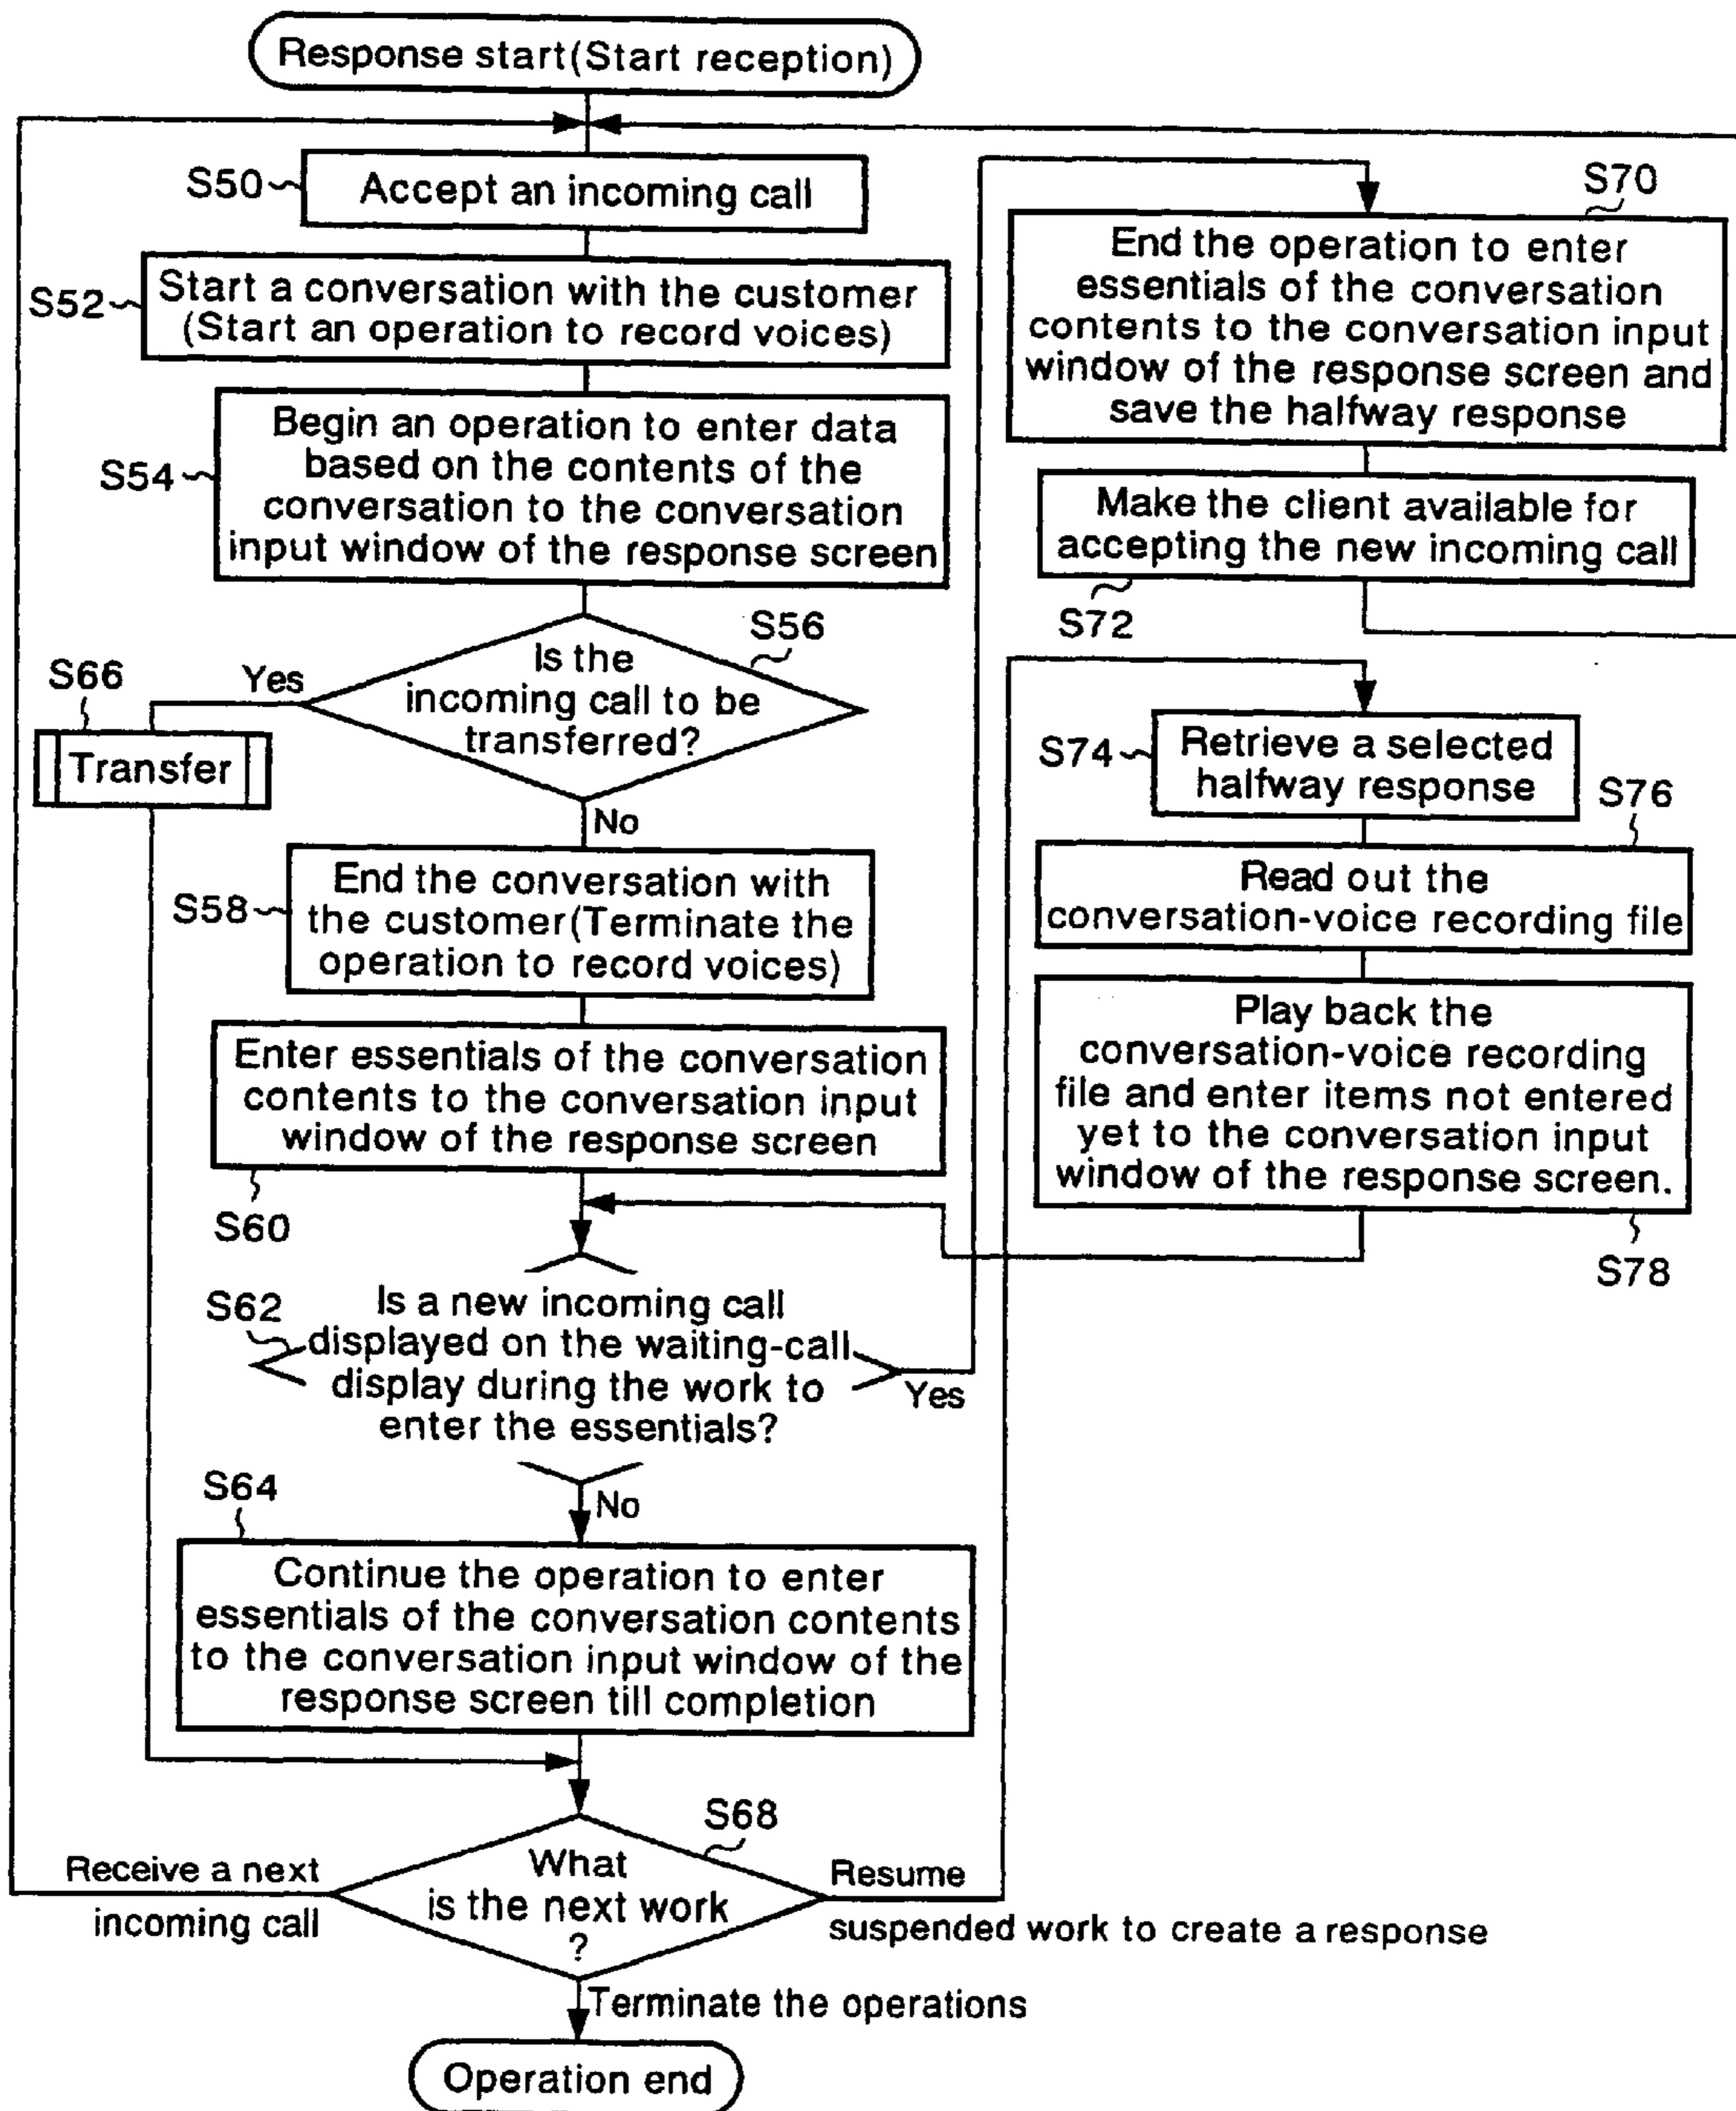 Response start(Start reception)
S50
Accept an incoming call
S52
Start a conversation with the customer
(Start an operation to record voices)
S54
Begin an operation to enter data
based on the contents of the
conversation to the conversation
input window of the response screen
S56
Is the
incoming call to be
transferred?
Yes
No
S66
Transfer
S58
End the conversation with
the customer(Terminate the
operation to record voices)
Enter essentials of the conversation
contents to the conversation input
window of the response screen
S60
S62
Is a new incoming call
displayed on the waiting-call
display during the work to
enter the essentials?
Yes
No
S64
Continue the operation to enter
essentials of the conversation contents
to the conversation input window of the
response screen till completion
S68
What
is the next work
?
Receive a next
incoming call
Resume
suspended work to create a response
Terminate the operations
Operation end
S70
End the operation to enter
essentials of the conversation
contents to the conversation input
window of the response screen and
save the halfway response
Make the client available for
accepting the new incoming call
S72
S74
Retrieve a selected
halfway response
S76
Read out the
conversation-voice recording file
Play back the
conversation-voice recording
file and enter items not entered
yet to the conversation input
window of the response screen.
S78